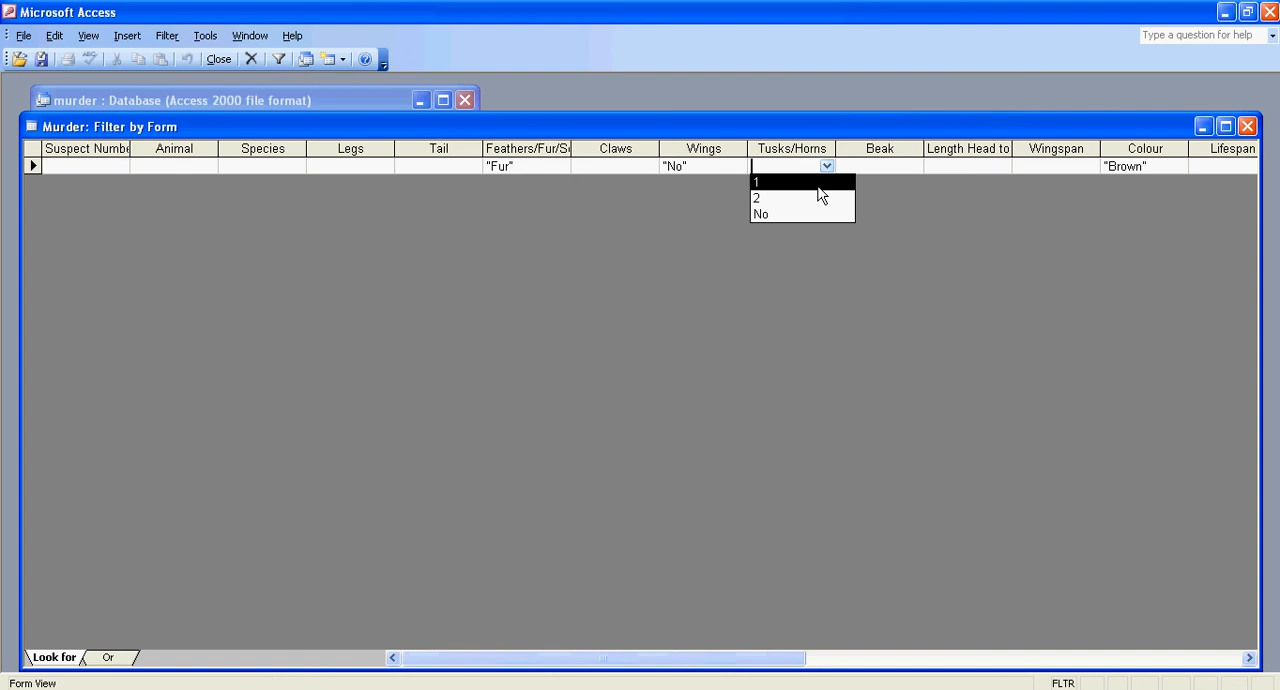 Microsoft Access
File Edit View Insert Filter Tools Window Help
Type a question for help
Close
murder : Database (Access 2000 file format)
Murder: Filter by Form
Suspect Numbe Animal Species Legs Tail Feathers/Fur/S Claws Wings Tusks/Horns Beak Length Head to Wingspan Colour Lifespan
"Fur" "No" "Brown"
1
2
No
Look for Or
Form View FLTR